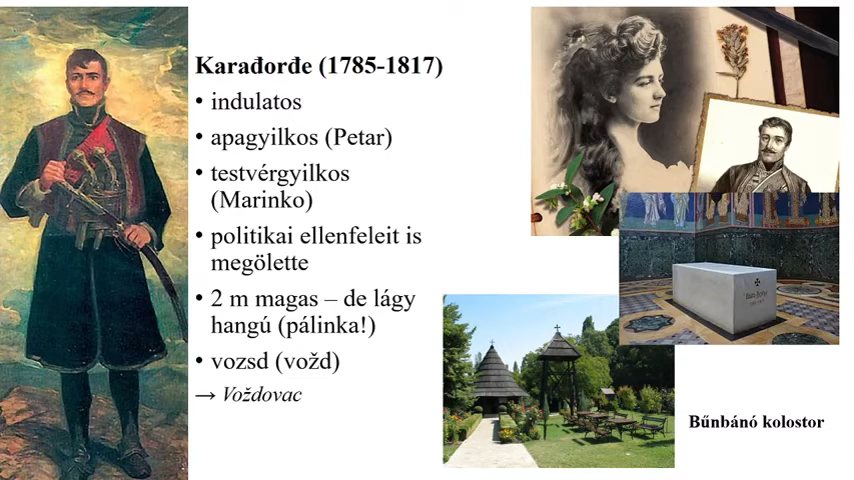 Karađorđe (1785-1817)
• indulatos
• apagyilkos (Petar)
• testvérgyilkos
(Marinko)
• politikai ellenfeleit is
megölette
• 2 m magas – de lágy
hangú (pálinka!)
• vozsd (vožd)
→ Voždovac
Bűnbánó kolostor